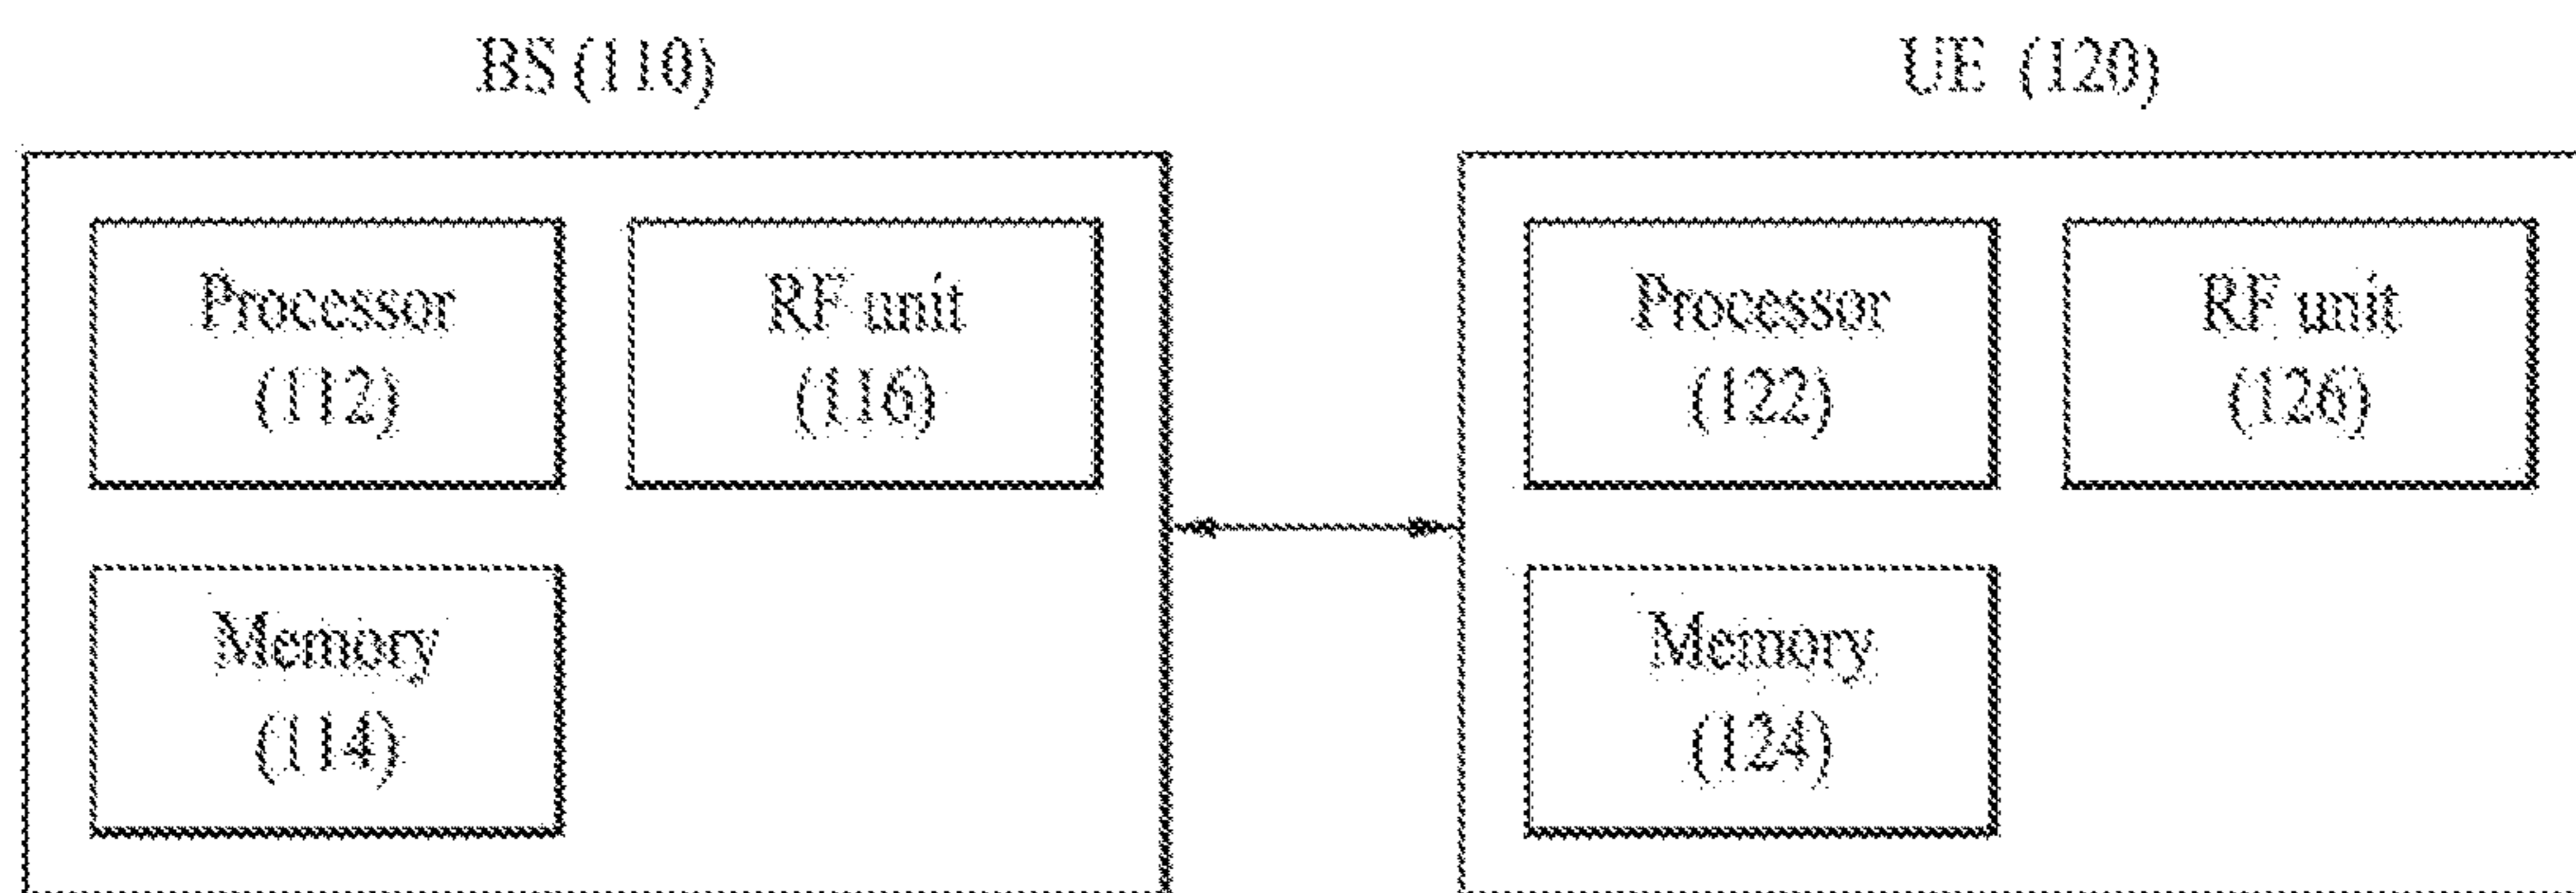 BS (110)
UE (120)
Processor
(112)
RF unit
(116)
Memory
(114)
Processor
(122)
RF unit
(126)
Memory
(124)